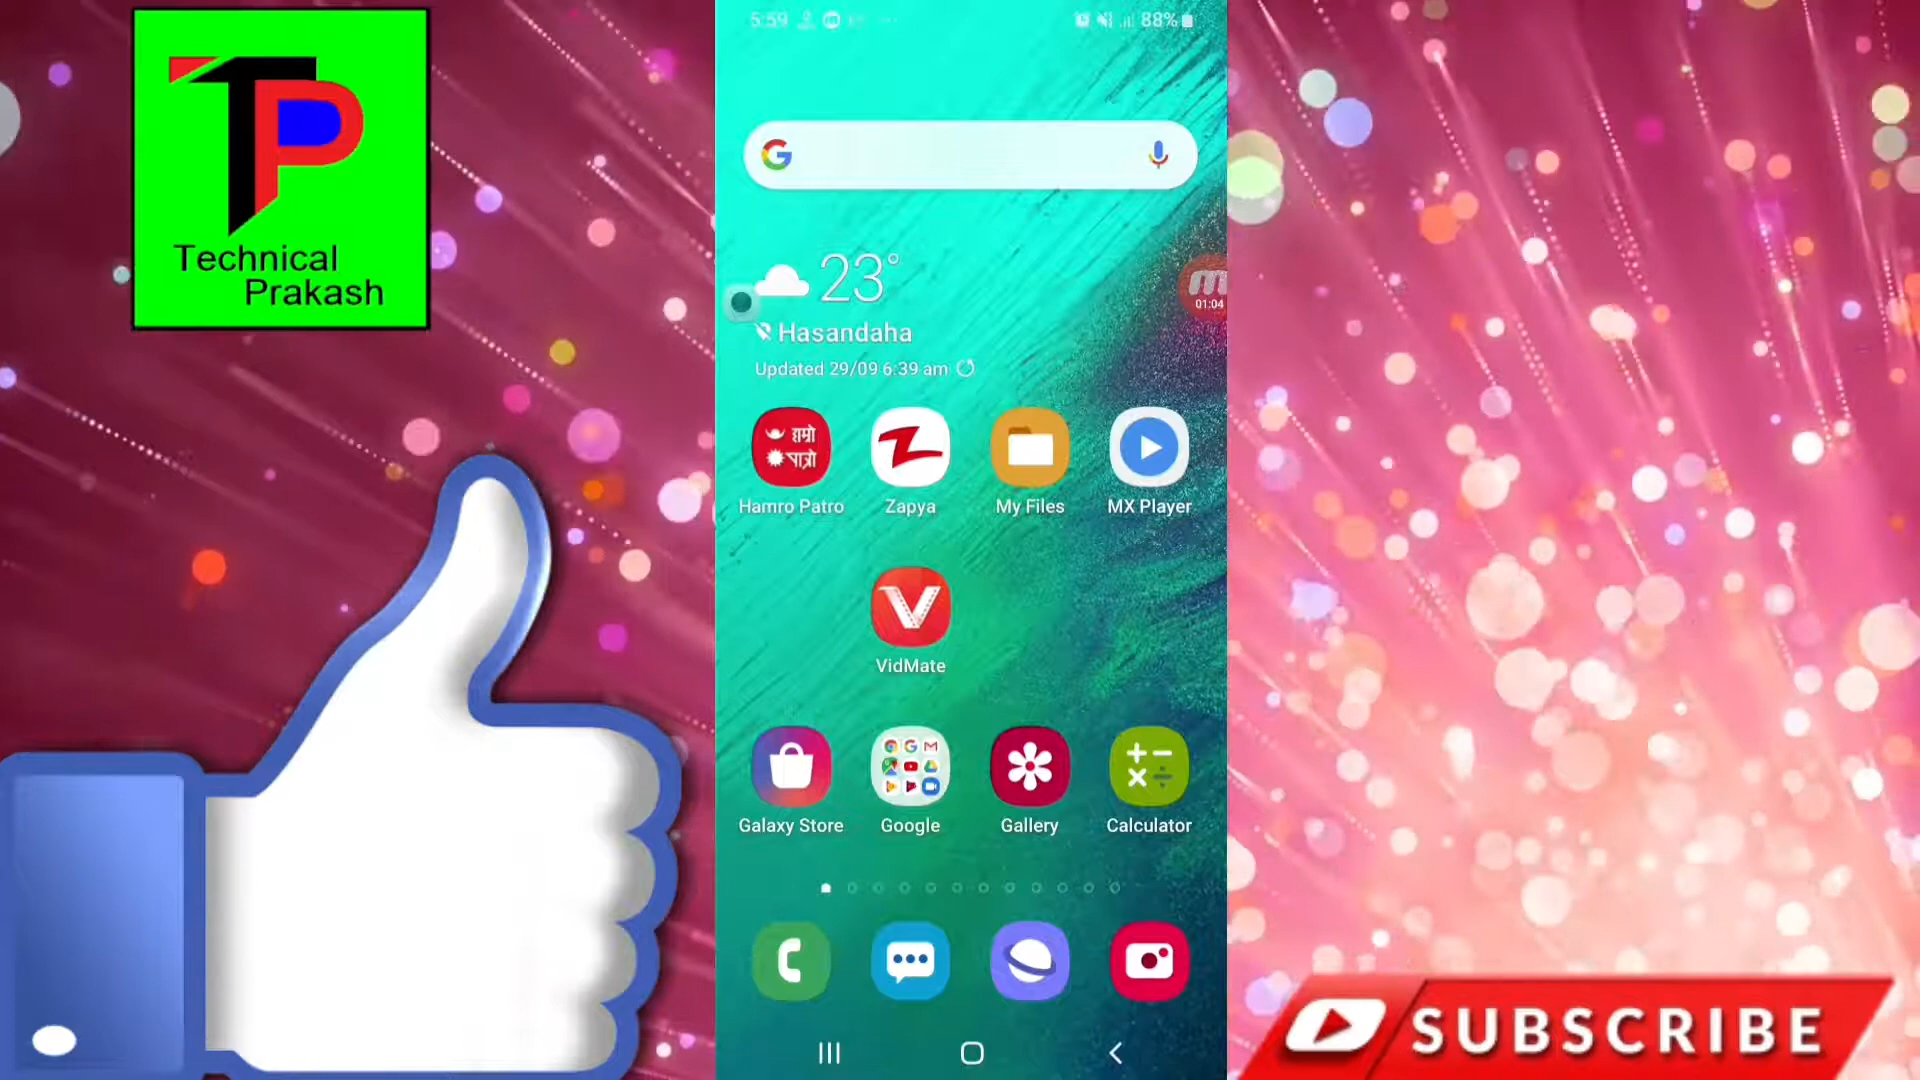 Technical
Prakash
5:59
88%
23°
01:04
Hasandaha
Updated 29/09 6:39 am
हाम्रो
पात्रो
Hamro Patro
Zapya
My Files
MX Player
VidMate
Galaxy Store
Google
Gallery
Calculator
SUBSCRIBE